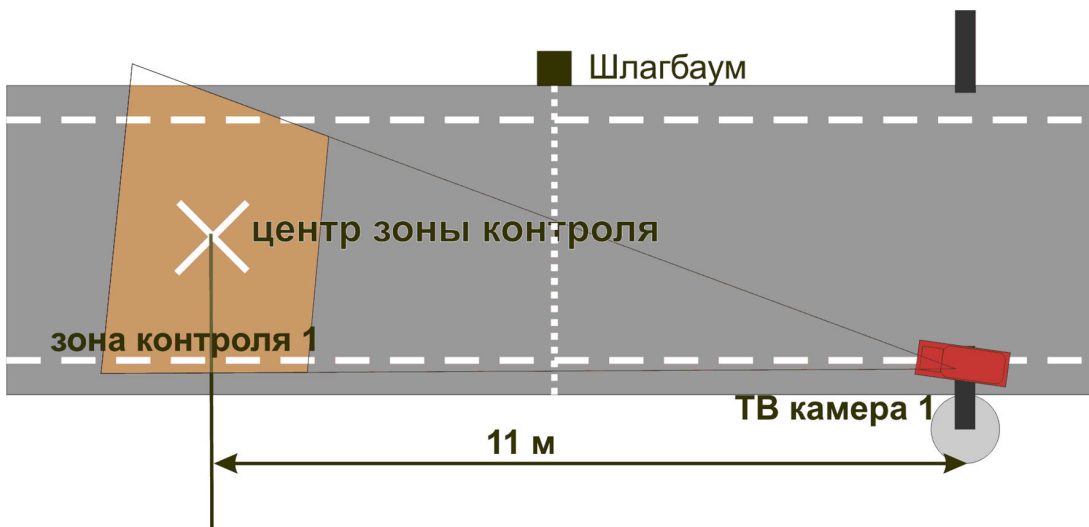 Шлагбаум
центр зоны контроля
зона контроля 1
ТВ камера 1
11 м